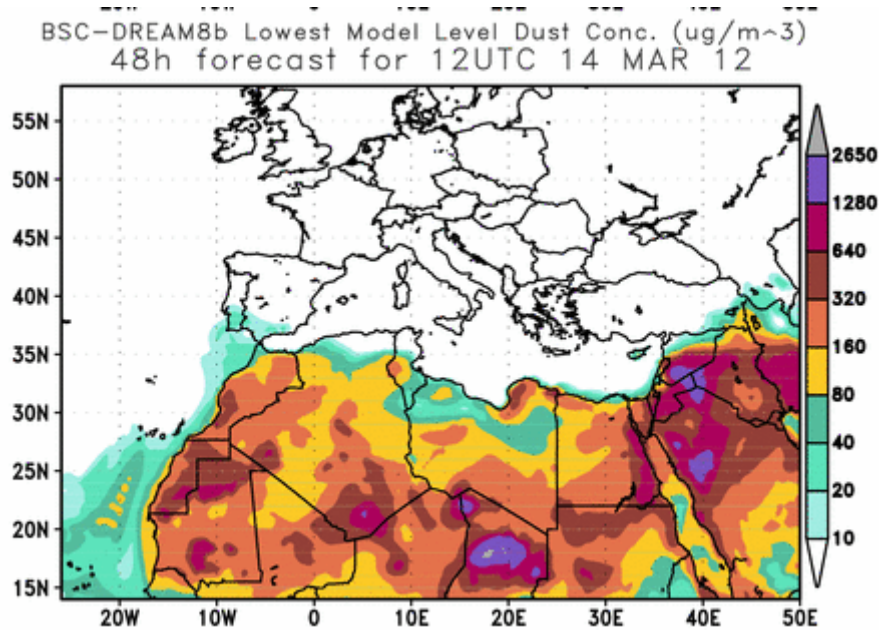 BSC-DREAM8b Lowest Model Level Dust Conc. (ug/m^3)
48h forecast for 12UTC 14 MAR 12
55N
50N
45N
40N
35N
30N
25N
20N
15N
20W
10W
0
10E
20E
30E
40E
50E
2650
1280
640
320
160
80
40
20
10